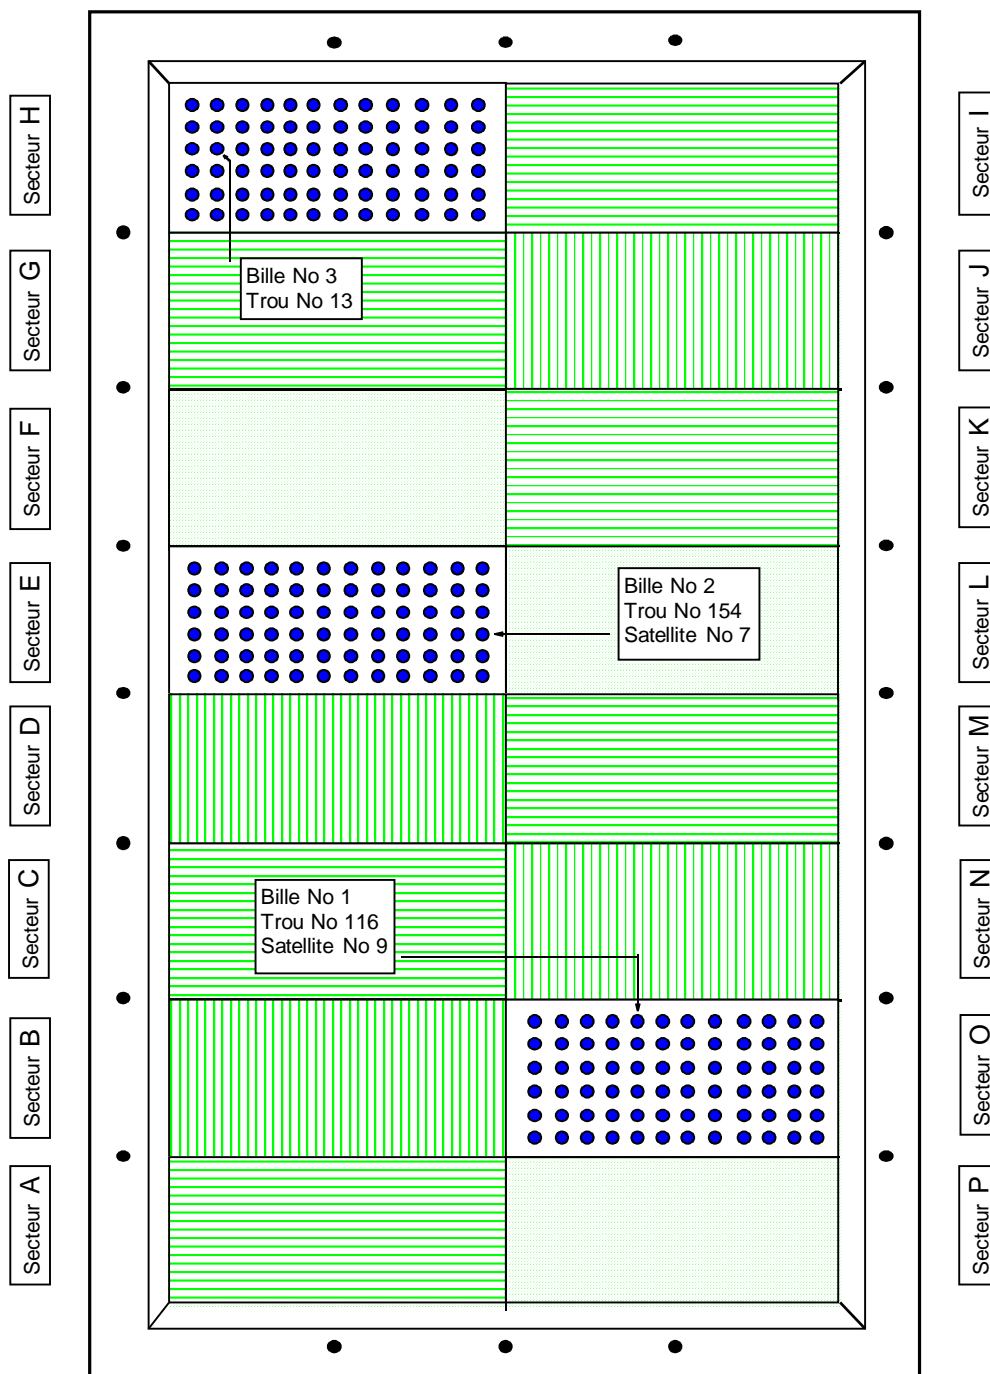 Secteur H
Secteur I
Secteur G
Bille No 3
Trou No 13
Secteur J
Secteur F
Secteur K
Secteur E
Bille No 2
Trou No 154
Satellite No 7
Secteur L
Secteur D
Secteur M
Secteur C
Bille No 1
Trou No 116
Satellite No 9
Secteur N
Secteur B
Secteur O
Secteur A
Secteur P